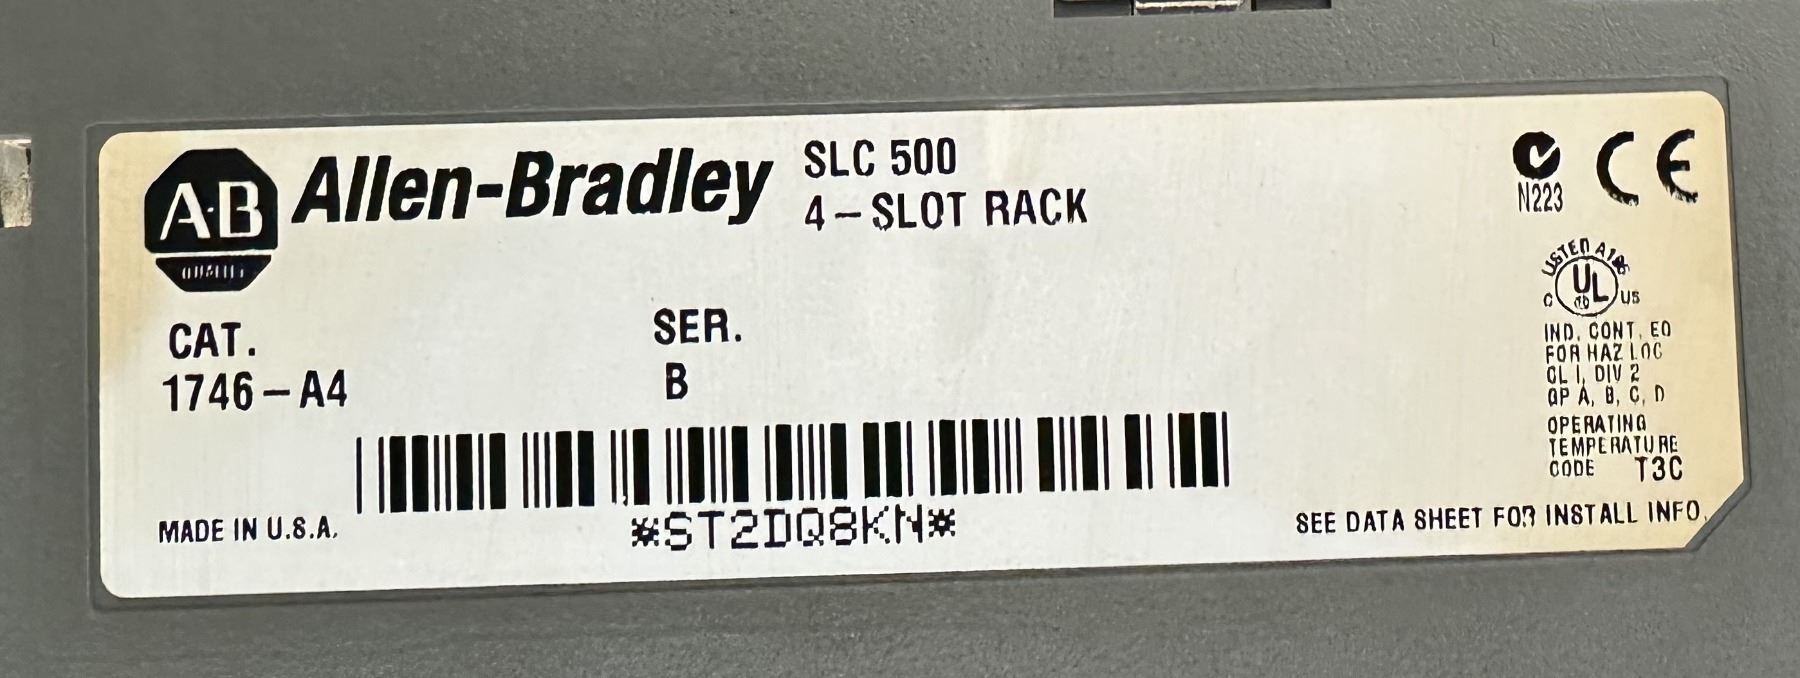 A·B
QUALITY
Allen-Bradley
SLC 500
4-SLOT RACK
N223
CE
CAT.
1746-A4
SER.
B
LISTED
C UL US
IND. CONT. EQ
FOR HAZ LOC
CL I, DIV 2
GP A, B, C, D
OPERATING
TEMPERATURE
CODE T3C
MADE IN U.S.A.
*ST2DQ8KN*
SEE DATA SHEET FOR INSTALL INFO.